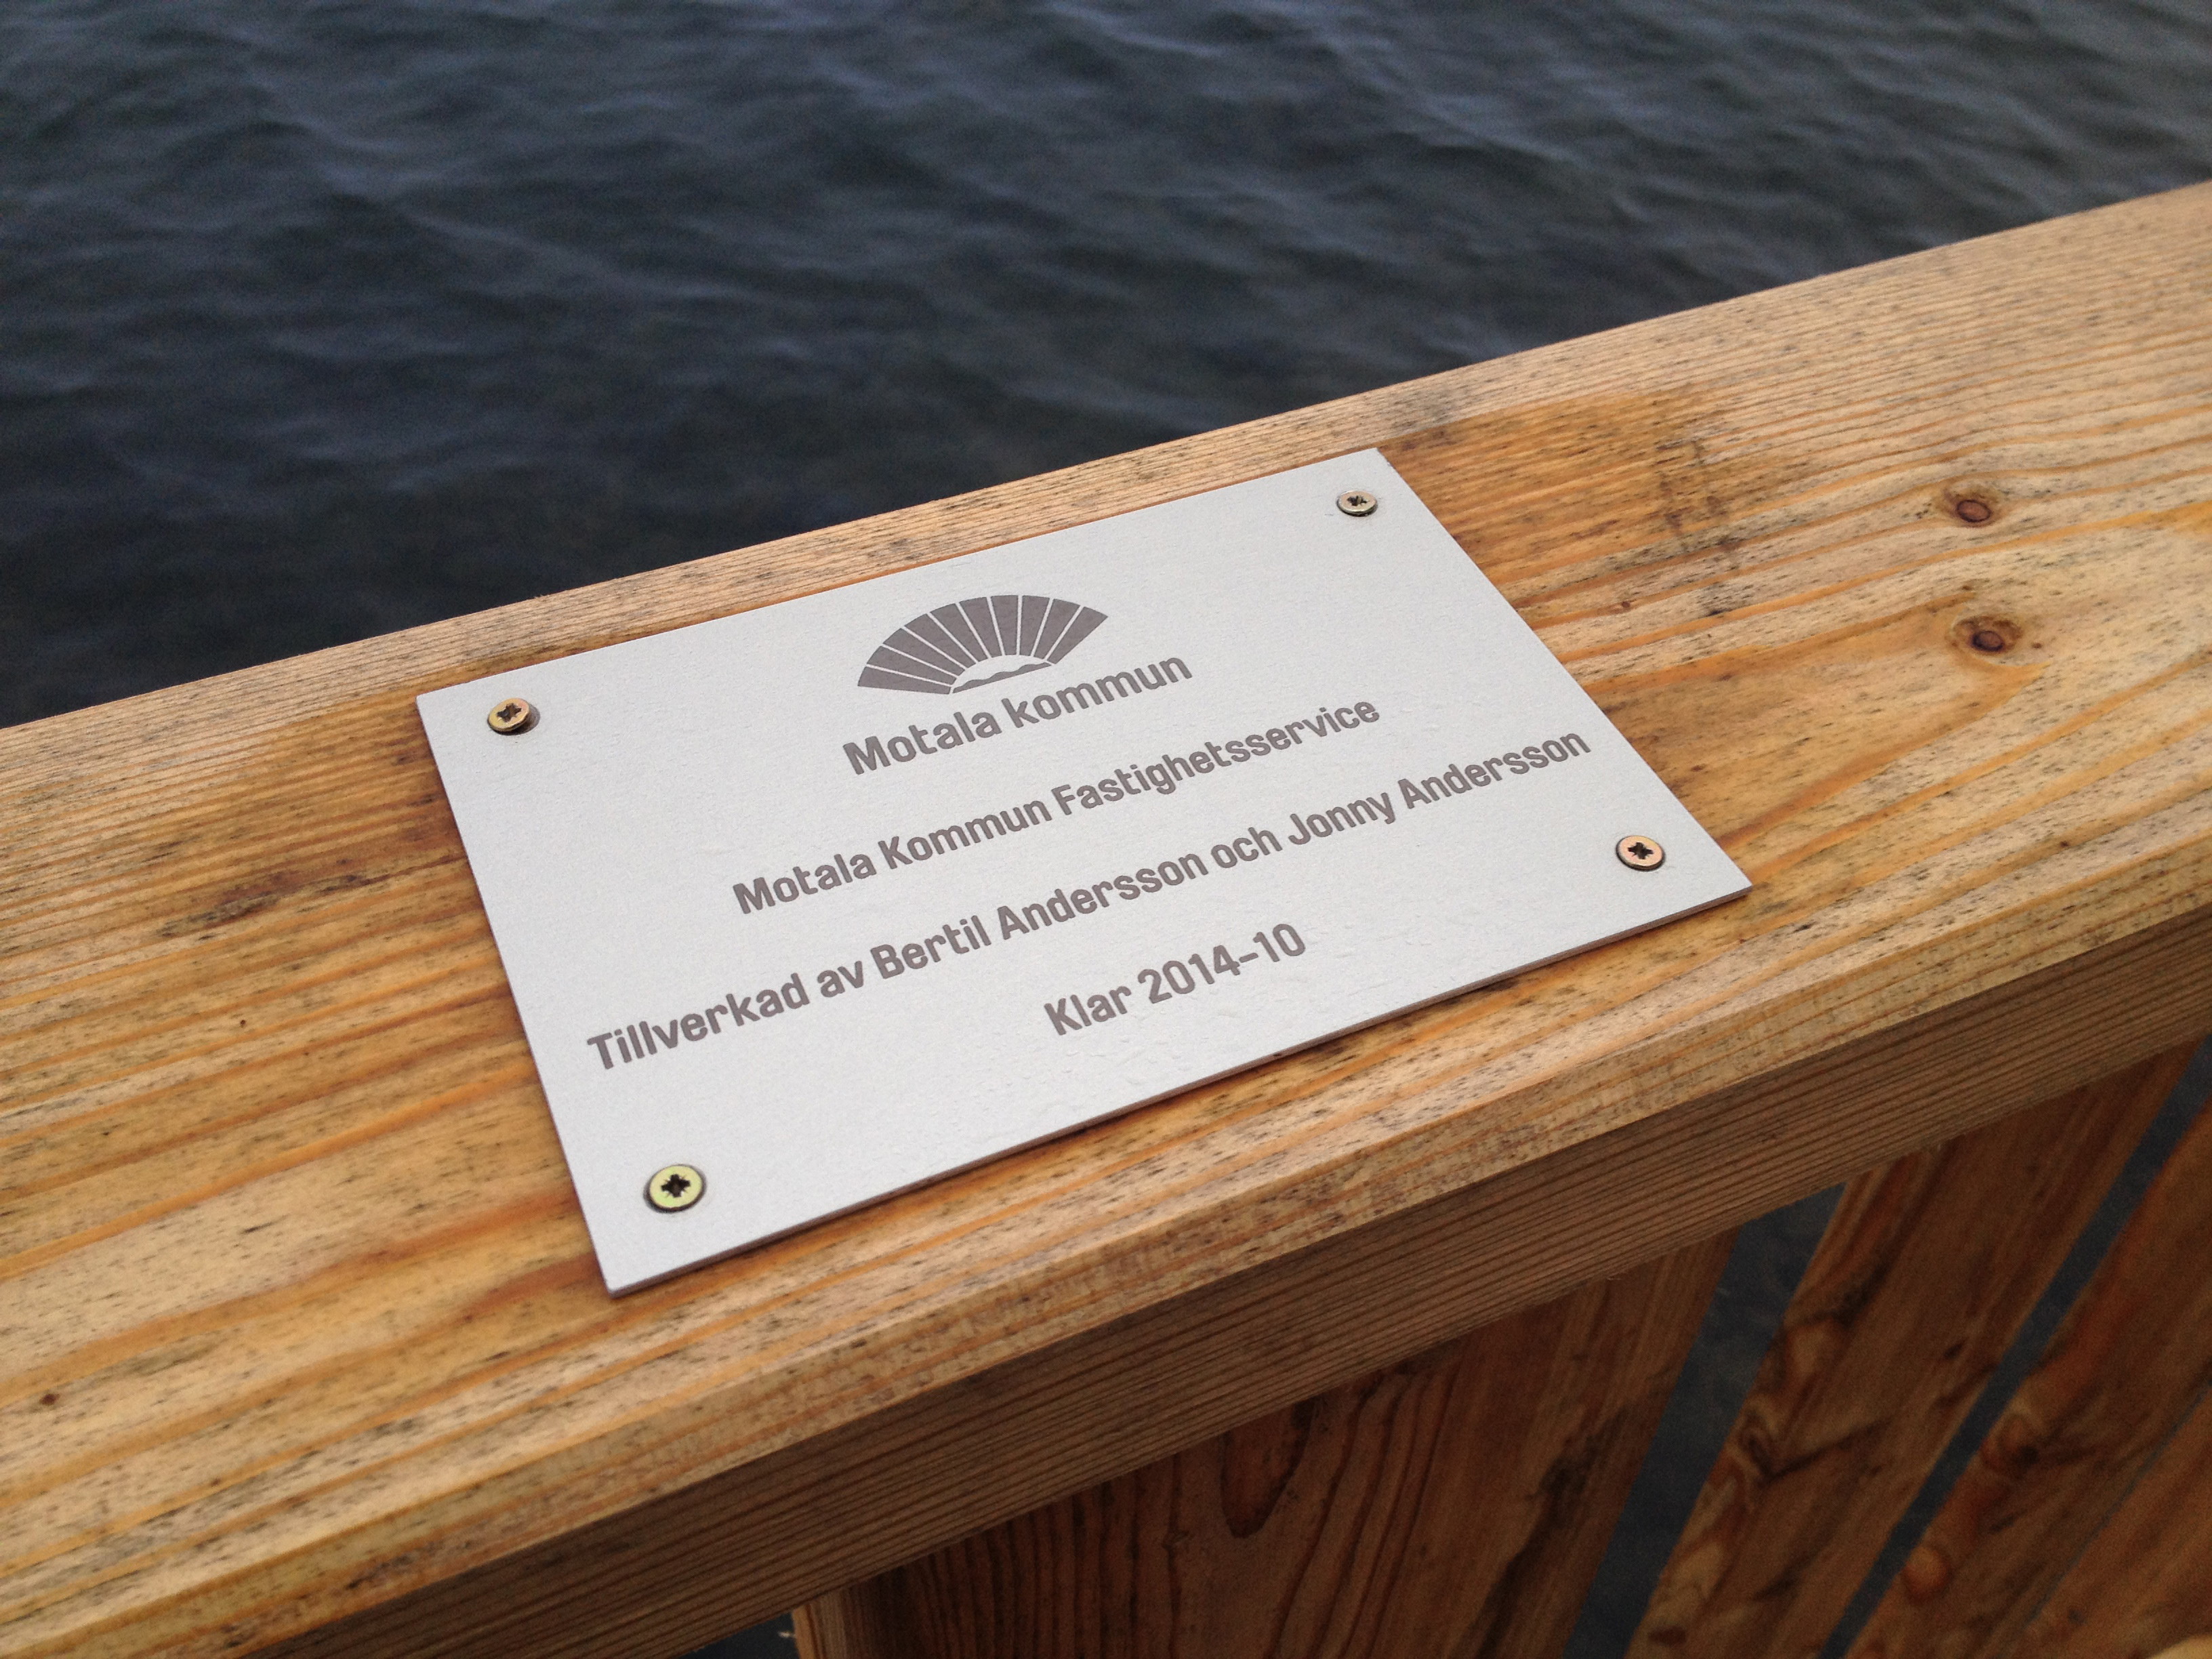 Motala kommun
Motala Kommun Fastighetsservice
Tillverkad av Bertil Andersson och Jonny Andersson
Klar 2014-10